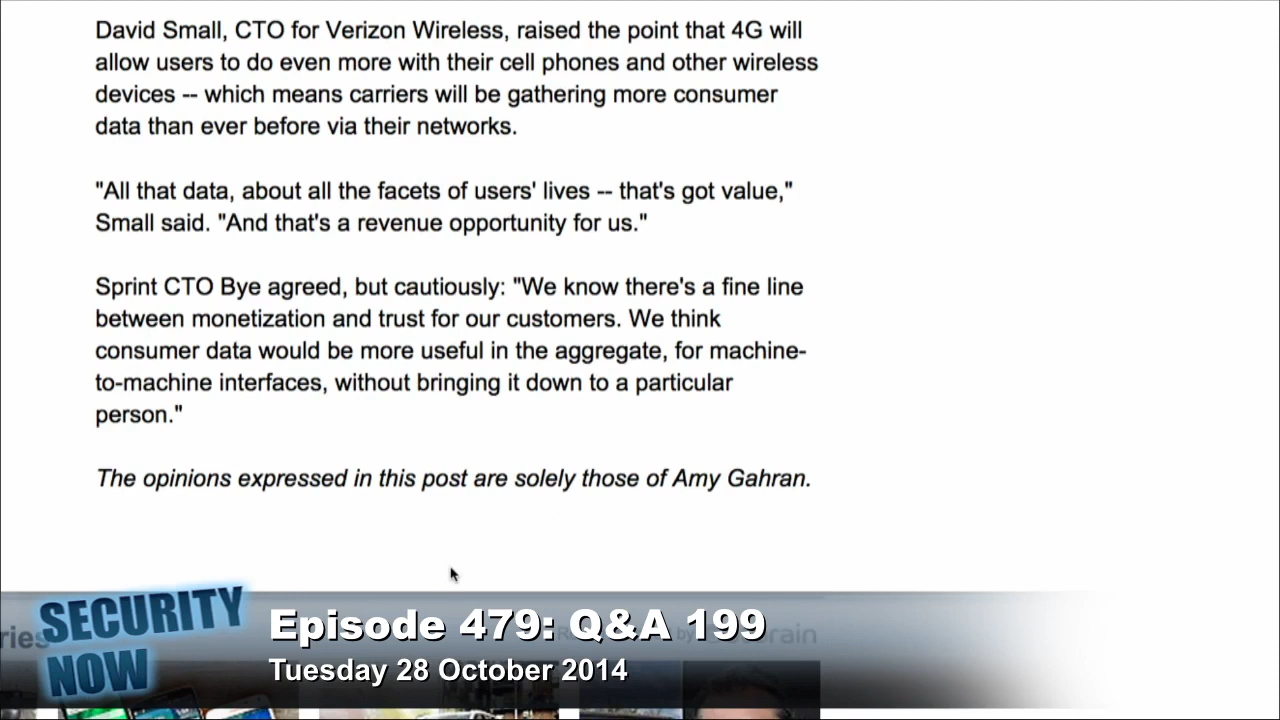 David Small, CTO for Verizon Wireless, raised the point that 4G will
allow users to do even more with their cell phones and other wireless
devices -- which means carriers will be gathering more consumer
data than ever before via their networks.
"All that data, about all the facets of users' lives -- that's got value,"
Small said. "And that's a revenue opportunity for us."
Sprint CTO Bye agreed, but cautiously: "We know there's a fine line
between monetization and trust for our customers. We think
consumer data would be more useful in the aggregate, for machine-
to-machine interfaces, without bringing it down to a particular
person."
The opinions expressed in this post are solely those of Amy Gahran.
SECURITY
NOW
Episode 479: Q&A 199
Tuesday 28 October 2014